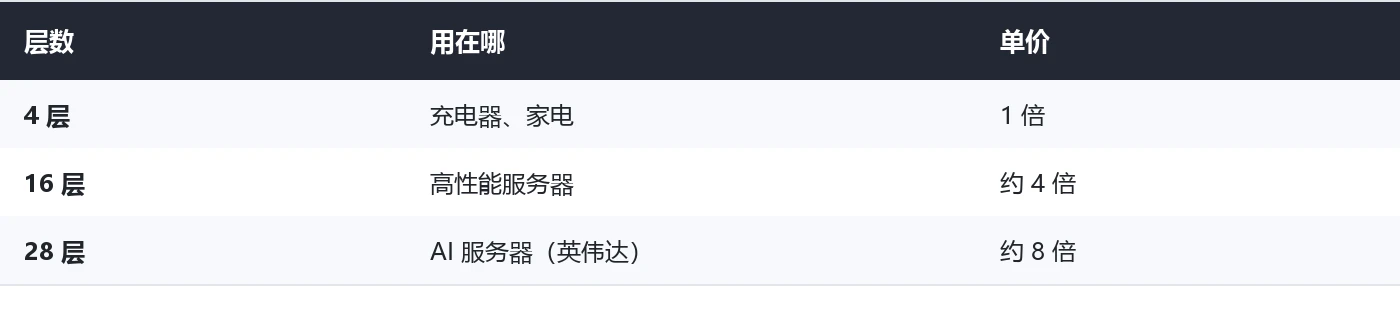 层数 用在哪 单价
4 层 充电器、家电 1 倍
16 层 高性能服务器 约 4 倍
28 层 AI 服务器（英伟达） 约 8 倍